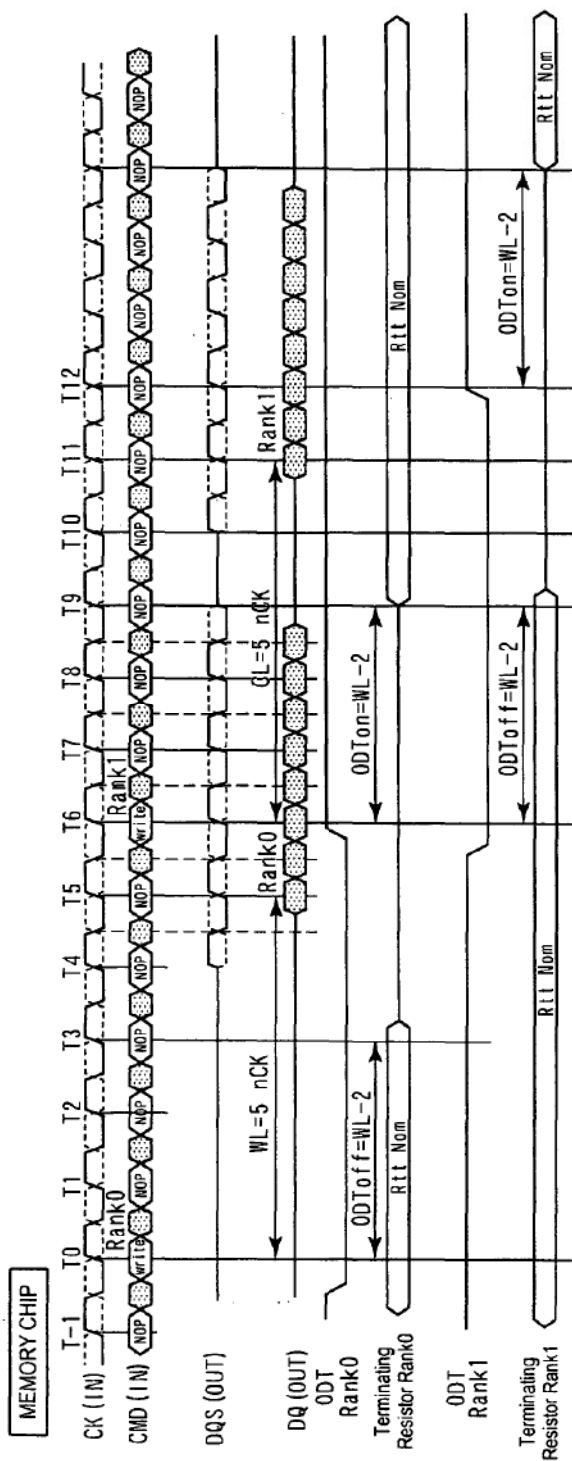 MEMORY CHIP
T-1 T0 T1 T2 T3 T4 T5 T6 T7 T8 T9 T10 T11 T12
CK (IN)
Rank0 Rank1
CMD (IN) NOP write NOP NOP NOP NOP NOP write NOP NOP NOP NOP NOP NOP NOP NOP NOP NOP
DQS (OUT)
WL=5 nCK Rank0 CL=5 nCK Rank1
DQ (OUT)
ODT
Rank0
ODToff=WL-2 ODTon=WL-2
Terminating
Resistor Rank0
Rtt Nom Rtt Nom
ODT
Rank1
ODToff=WL-2 ODTon=WL-2
Terminating
Resistor Rank1
Rtt Nom Rtt Nom